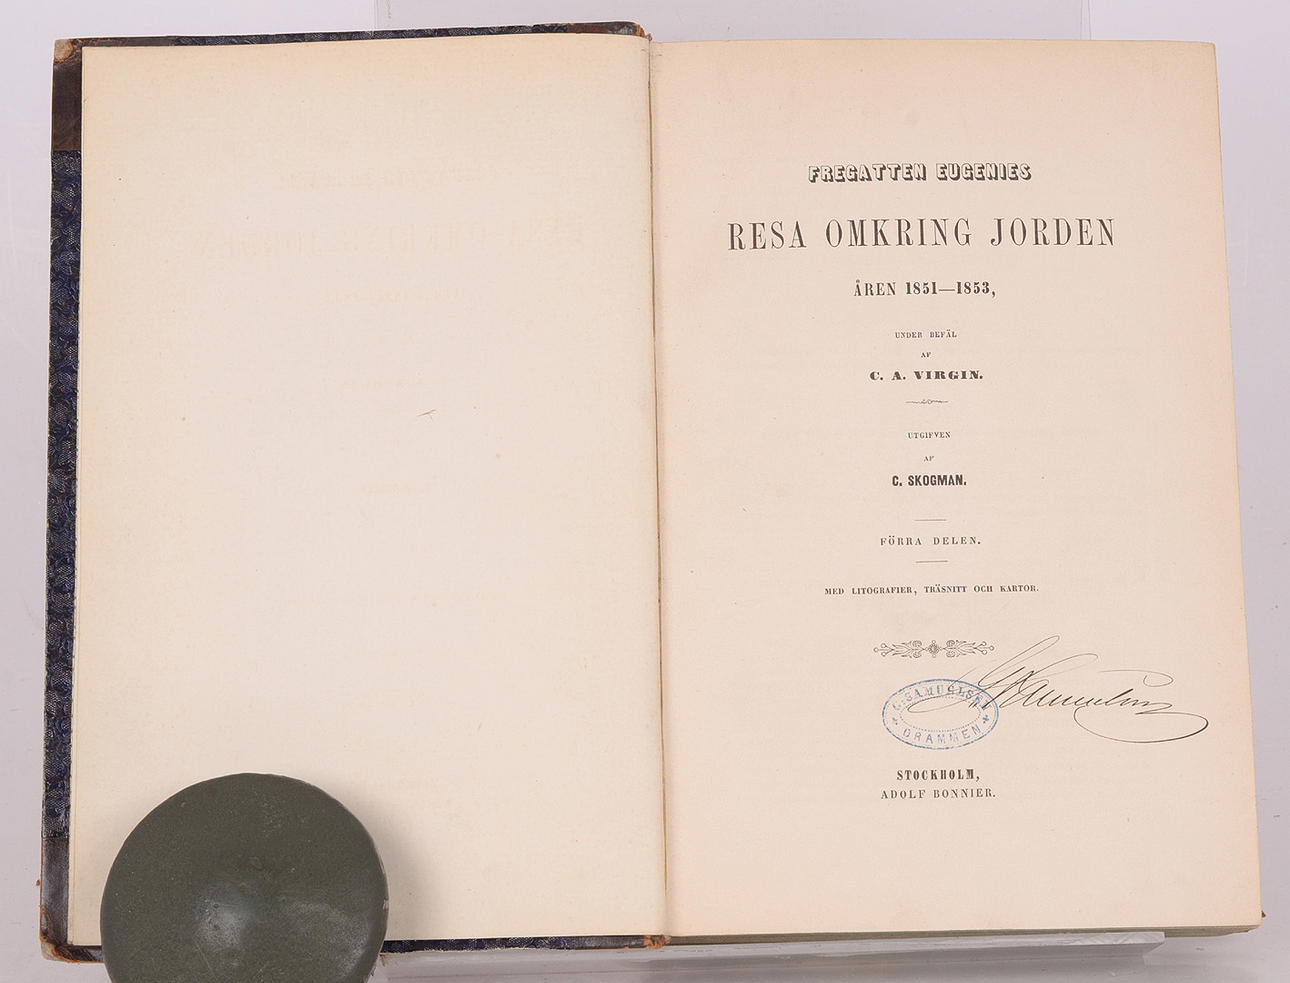 FREGATTEN EUGENIES
RESA OMKRING JORDEN
ÅREN 1851—1853,
UNDER BEFÄL
AF
C. A. VIRGIN.
UTGIFVEN
AF
C. SKOGMAN.
FÖRRA DELEN.
MED LITOGRAFIER, TRÄSNITT OCH KARTOR.
GRAMMEN
STOCKHOLM,
ADOLF BONNIER.